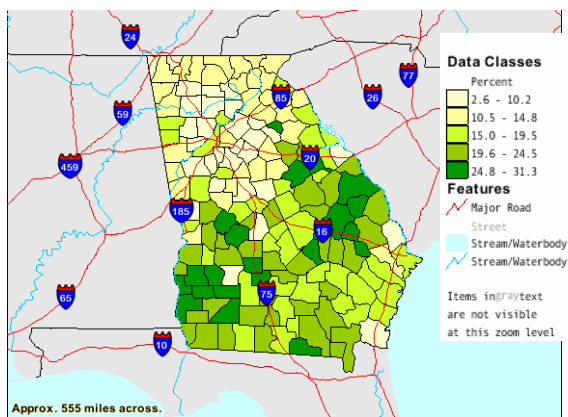 24
77
85
26
59
20
459
185
16
65
75
10
Approx. 555 miles across.
Data Classes
Percent
2.6 - 10.2
10.5 - 14.8
15.0 - 19.5
19.6 - 24.5
24.8 - 31.3
Features
Major Road
Street
Stream/Waterbody
Stream/Waterbody
Items in gray text
are not visible
at this zoom level